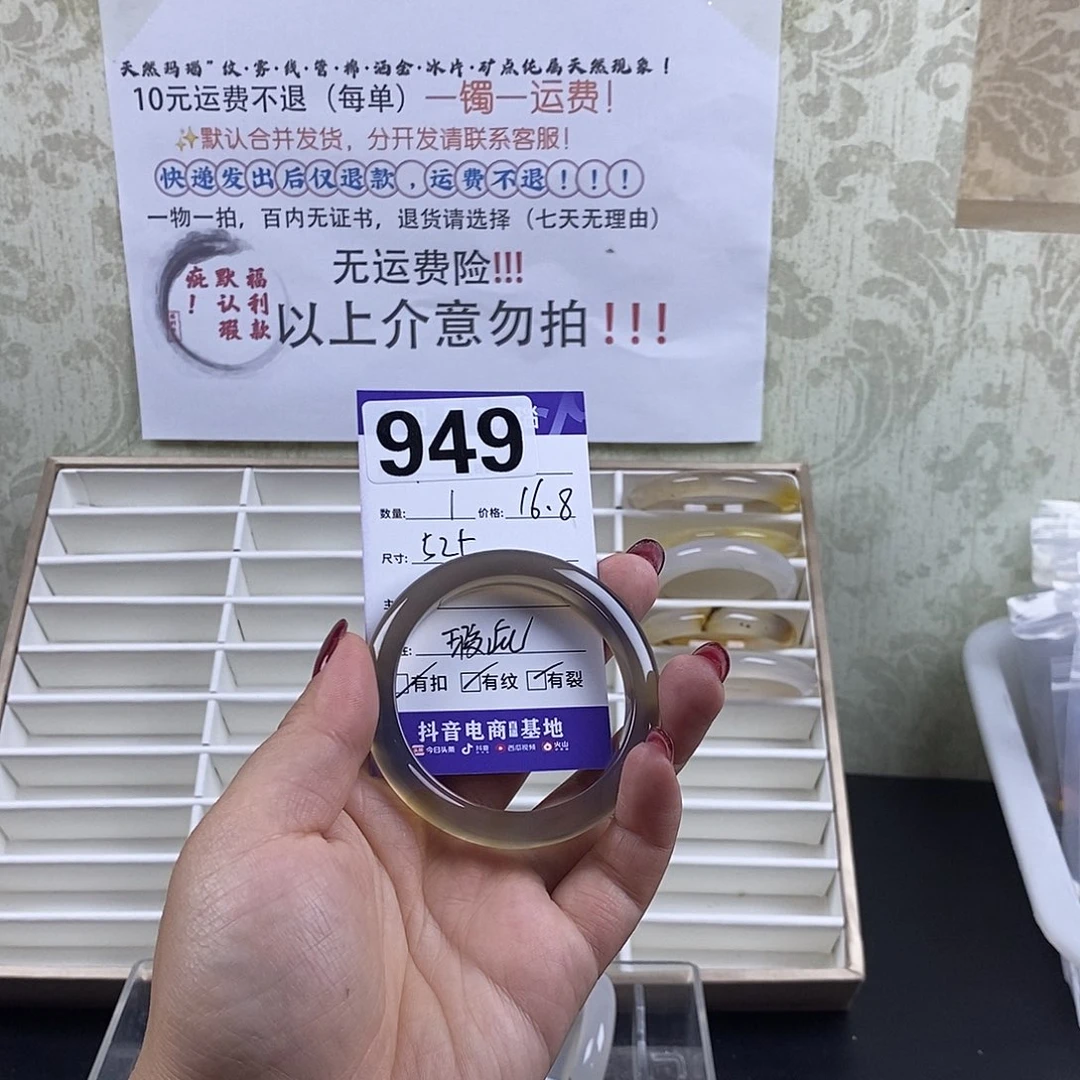 天然玛瑙"纹·雾·线·管·棉·洒金·冰片·矿点纯属天然现象！
10元运费不退（每单）一镯一运费！
✨默认合并发货，分开发请联系客服！
快递发出后仅退款，运费不退！！！
一物一拍，百内无证书，退货请选择（七天无理由）
无运费险!!!
福利款
默认瑕
疵！
以上介意勿拍！！！
949
数量: 1 价格: 16.8
尺寸: 52
瑕疵
有扣 有纹 有裂
抖音电商 基地
今日头条 抖音 西瓜视频 火山